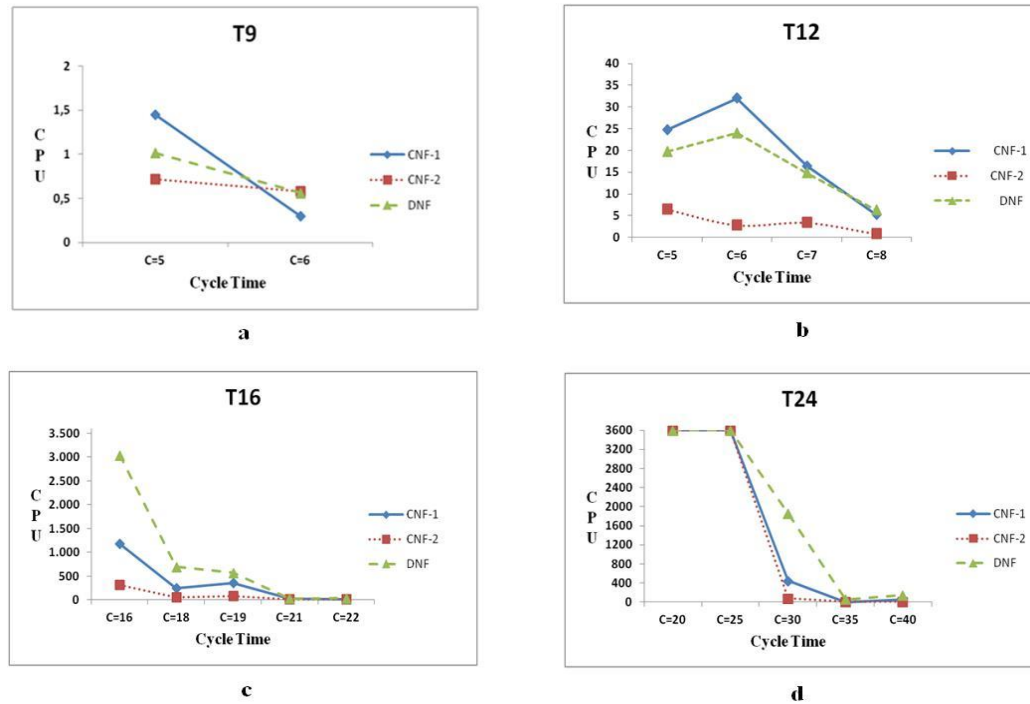 T9
2
1,5
1
0,5
0
C
P
U
C=5 C=6
Cycle Time
CNF-1
CNF-2
DNF
a
T12
40
35
30
25
20
15
10
5
0
C
P
U
C=5 C=6 C=7 C=8
Cycle Time
CNF-1
CNF-2
DNF
b
T16
3.500
3.000
2.500
2.000
1.500
1.000
500
0
C
P
U
C=16 C=18 C=19 C=21 C=22
Cycle Time
CNF-1
CNF-2
DNF
c
T24
3600
3200
2800
2400
2000
1600
1200
800
400
0
C
P
U
C=20 C=25 C=30 C=35 C=40
Cycle Time
CNF-1
CNF-2
DNF
d